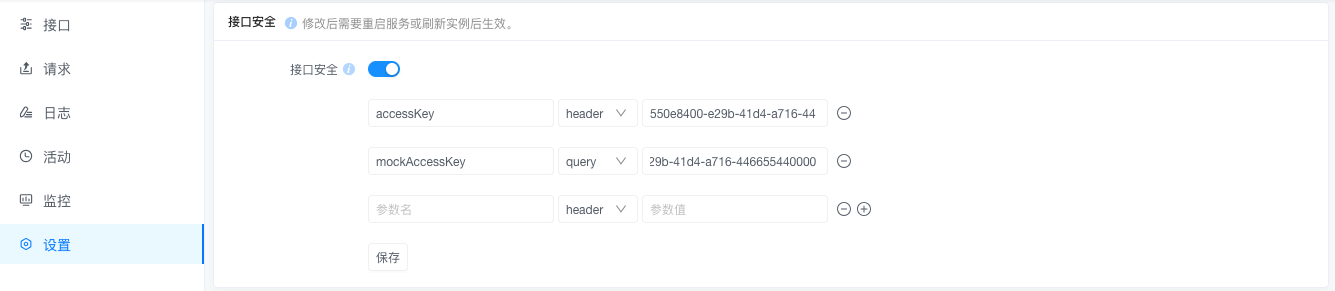 接口
请求
日志
活动
监控
设置
接口安全 修改后需要重启服务或刷新实例后生效。
接口安全
accessKey header 550e8400-e29b-41d4-a716-44
mockAccessKey query 29b-41d4-a716-446655440000
参数名 header 参数值
保存